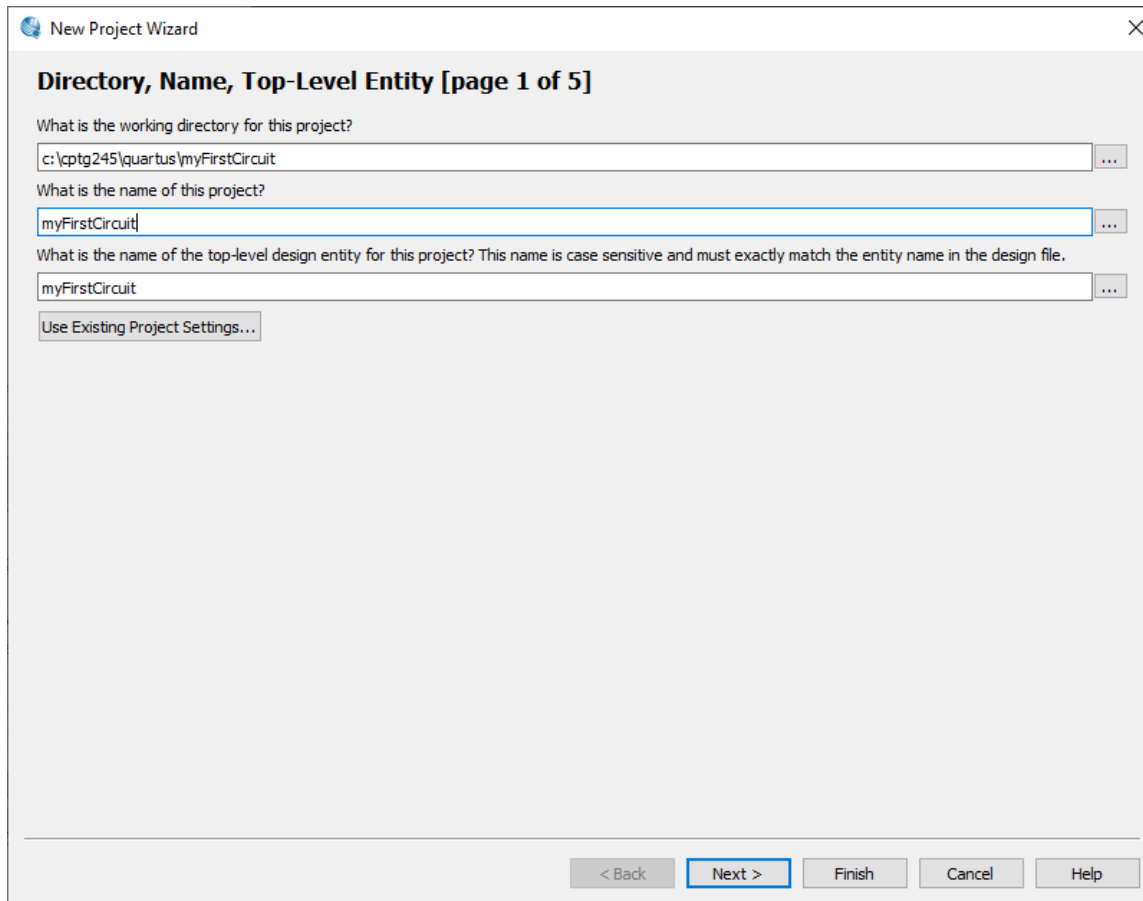 New Project Wizard
Directory, Name, Top-Level Entity [page 1 of 5]
What is the working directory for this project?
c:\cptg245\quartus\myFirstCircuit
...
What is the name of this project?
myFirstCircuit
...
What is the name of the top-level design entity for this project? This name is case sensitive and must exactly match the entity name in the design file.
myFirstCircuit
...
Use Existing Project Settings...
< Back Next > Finish Cancel Help